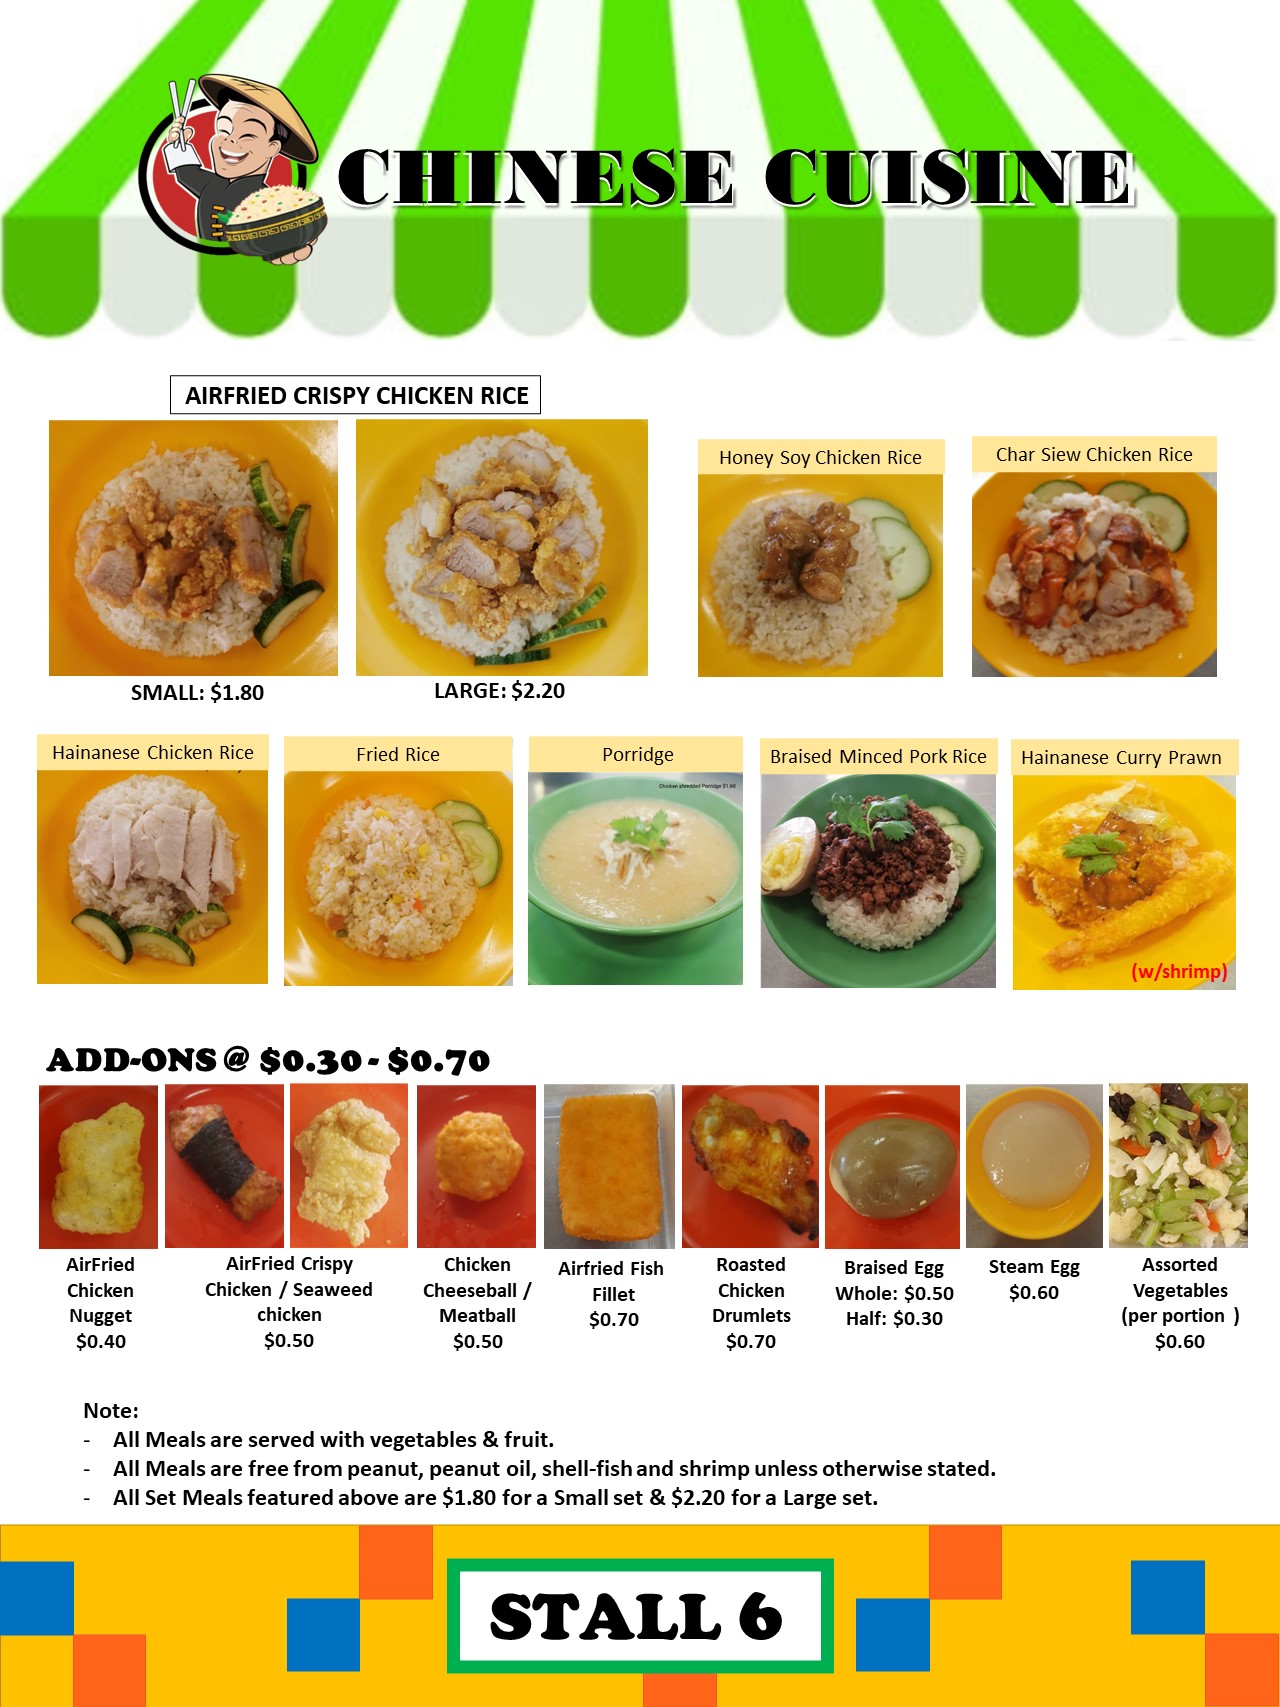 CHINESE CUISINE
AIRFRIED CRISPY CHICKEN RICE
SMALL: $1.80
LARGE: $2.20
Honey Soy Chicken Rice
Char Siew Chicken Rice
Hainanese Chicken Rice
Fried Rice
Porridge
Chicken shredded Porridge $1.60
Braised Minced Pork Rice
Hainanese Curry Prawn
(w/shrimp)
ADD-ONS @ $0.30 - $0.70
AirFried
Chicken
Nugget
$0.40
AirFried Crispy
Chicken / Seaweed
chicken
$0.50
Chicken
Cheeseball /
Meatball
$0.50
Airfried Fish
Fillet
$0.70
Roasted
Chicken
Drumlets
$0.70
Braised Egg
Whole: $0.50
Half: $0.30
Steam Egg
$0.60
Assorted
Vegetables
(per portion )
$0.60
Note:
- All Meals are served with vegetables & fruit.
- All Meals are free from peanut, peanut oil, shell-fish and shrimp unless otherwise stated.
- All Set Meals featured above are $1.80 for a Small set & $2.20 for a Large set.
STALL 6